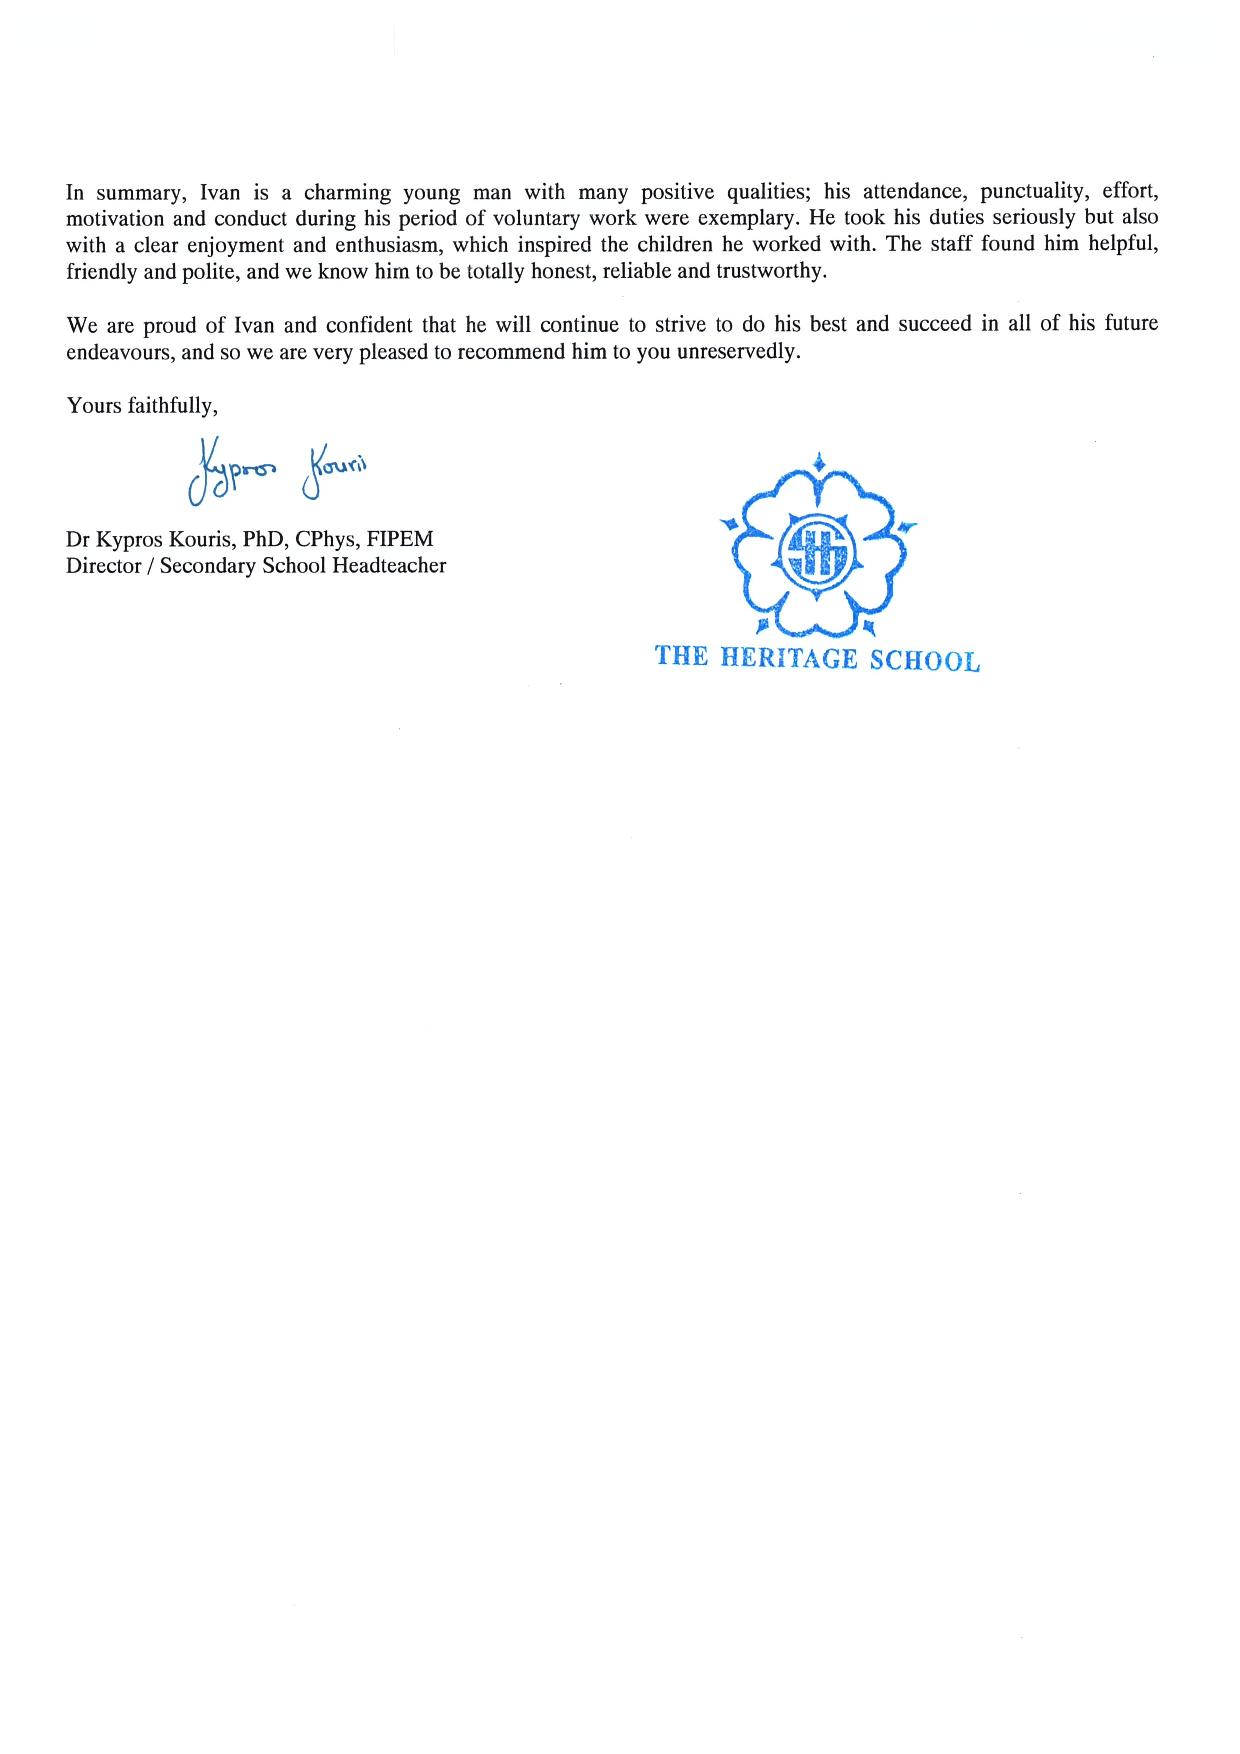 In summary, Ivan is a charming young man with many positive qualities; his attendance, punctuality, effort,
motivation and conduct during his period of voluntary work were exemplary. He took his duties seriously but also
with a clear enjoyment and enthusiasm, which inspired the children he worked with. The staff found him helpful,
friendly and polite, and we know him to be totally honest, reliable and trustworthy.
We are proud of Ivan and confident that he will continue to strive to do his best and succeed in all of his future
endeavours, and so we are very pleased to recommend him to you unreservedly.
Yours faithfully,
Kypros Kouris
Dr Kypros Kouris, PhD, CPhys, FIPEM
Director / Secondary School Headteacher
THE HERITAGE SCHOOL